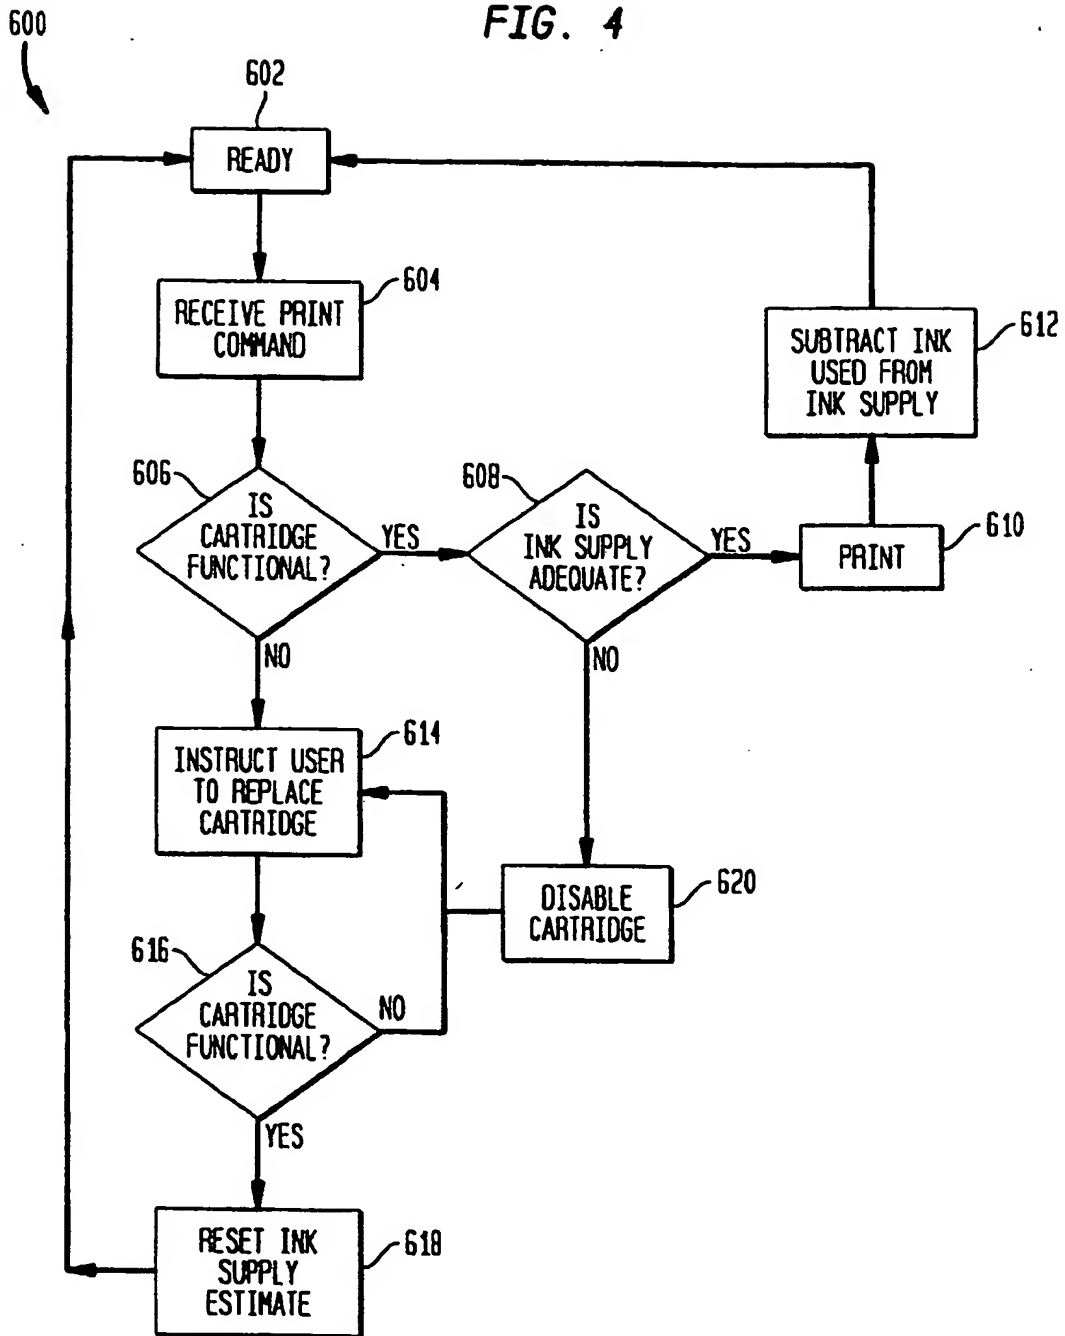 FIG. 4
600
602
READY
604
RECEIVE PRINT
COMMAND
606
IS
CARTRIDGE
FUNCTIONAL?
YES
NO
608
IS
INK SUPPLY
ADEQUATE?
YES
NO
610
PRINT
612
SUBTRACT INK
USED FROM
INK SUPPLY
614
INSTRUCT USER
TO REPLACE
CARTRIDGE
620
DISABLE
CARTRIDGE
616
IS
CARTRIDGE
FUNCTIONAL?
NO
YES
618
RESET INK
SUPPLY
ESTIMATE